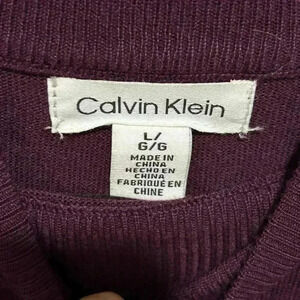 Calvin Klein
L/
G/G
MADE IN
CHINA
HECHO EN
CHINA
FABRIQUÉ EN
CHINE